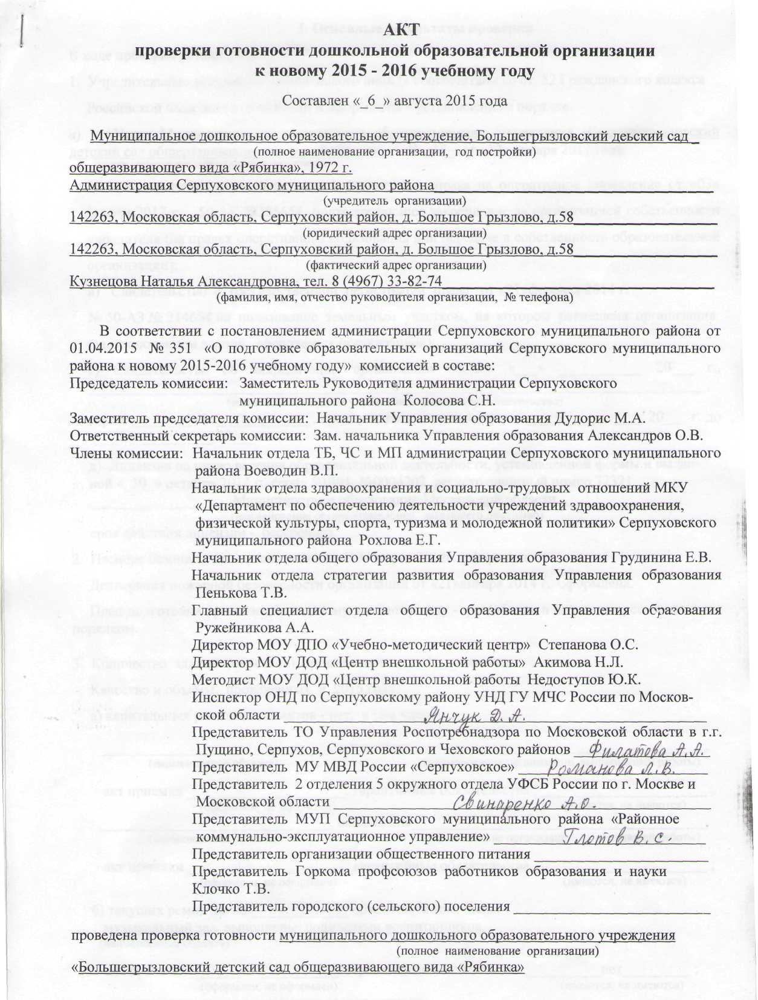 АКТ
проверки готовности дошкольной образовательной организации
к новому 2015 - 2016 учебному году
Составлен «_6_» августа 2015 года
Муниципальное дошкольное образовательное учреждение, Большегрызловский деьский сад _
(полное наименование организации, год постройки)
общеразвивающего вида «Рябинка», 1972 г.
Администрация Серпуховского муниципального района
(учредитель организации)
142263, Московская область, Серпуховский район, д. Большое Грызлово, д.58
(юридический адрес организации)
142263, Московская область, Серпуховский район, д. Большое Грызлово, д.58
(фактический адрес организации)
Кузнецова Наталья Александровна, тел. 8 (4967) 33-82-74
(фамилия, имя, отчество руководителя организации, № телефона)
В соответствии с постановлением администрации Серпуховского муниципального района от
01.04.2015 № 351 «О подготовке образовательных организаций Серпуховского муниципального
района к новому 2015-2016 учебному году» комиссией в составе:
Председатель комиссии: Заместитель Руководителя администрации Серпуховского
муниципального района Колосова С.Н.
Заместитель председателя комиссии: Начальник Управления образования Дудорис М.А.
Ответственный секретарь комиссии: Зам. начальника Управления образования Александров О.В.
Члены комиссии: Начальник отдела ТБ, ЧС и МП администрации Серпуховского муниципального
района Воеводин В.П.
Начальник отдела здравоохранения и социально-трудовых отношений МКУ
«Департамент по обеспечению деятельности учреждений здравоохранения,
физической культуры, спорта, туризма и молодежной политики» Серпуховского
муниципального района Рохлова Е.Г.
Начальник отдела общего образования Управления образования Грудинина Е.В.
Начальник отдела стратегии развития образования Управления образования
Пенькова Т.В.
Главный специалист отдела общего образования Управления образования
Ружейникова А.А.
Директор МОУ ДПО «Учебно-методический центр» Степанова О.С.
Директор МОУ ДОД «Центр внешкольной работы» Акимова Н.Л.
Методист МОУ ДОД «Центр внешкольной работы Недоступов Ю.К.
Инспектор ОНД по Серпуховскому району УНД ГУ МЧС России по Москов-
ской области Янчук Д.А.
Представитель ТО Управления Роспотребнадзора по Московской области в г.г.
Пущино, Серпухов, Серпуховского и Чеховского районов Филатова А.А.
Представитель МУ МВД России «Серпуховское» Романова Л.В.
Представитель 2 отделения 5 окружного отдела УФСБ России по г. Москве и
Московской области Свинаренко А.О.
Представитель МУП Серпуховского муниципального района «Районное
коммунально-эксплуатационное управление» Глотов В.С.
Представитель организации общественного питания
Представитель Горкома профсоюзов работников образования и науки
Клочко Т.В.
Представитель городского (сельского) поселения
проведена проверка готовности муниципального дошкольного образовательного учреждения
(полное наименование организации)
«Большегрызловский детский сад общеразвивающего вида «Рябинка»